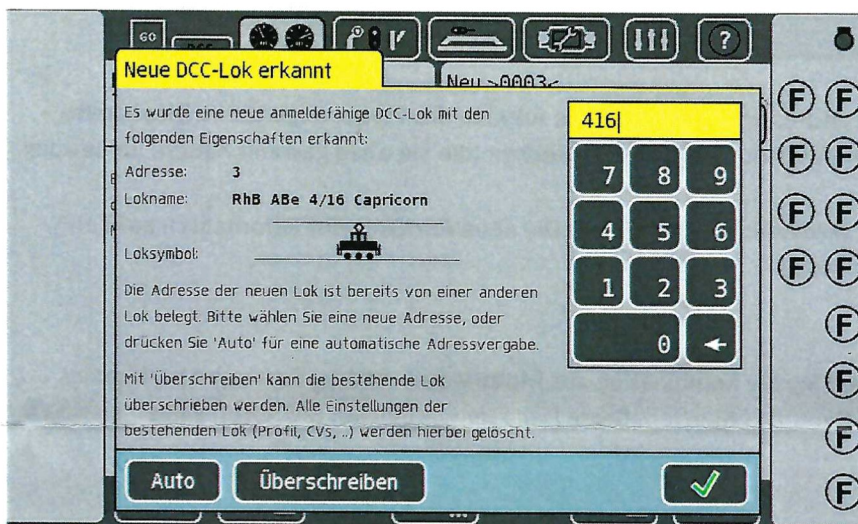 GO
?
Neue DCC-Lok erkannt
Neu >0003<
Es wurde eine neue anmeldefähige DCC-Lok mit den
folgenden Eigenschaften erkannt:
Adresse: 3
Lokname: RhB ABe 4/16 Capricorn
Loksymbol:
Die Adresse der neuen Lok ist bereits von einer anderen
Lok belegt. Bitte wählen Sie eine neue Adresse, oder
drücken Sie 'Auto' für eine automatische Adressvergabe.
Mit 'Überschreiben' kann die bestehende Lok
überschrieben werden. Alle Einstellungen der
bestehenden Lok (Profil, CVs, ..) werden hierbei gelöscht.
416
7 8 9
4 5 6
1 2 3
0
Auto Überschreiben
F F
F F
F F
F F
F
F
F
F